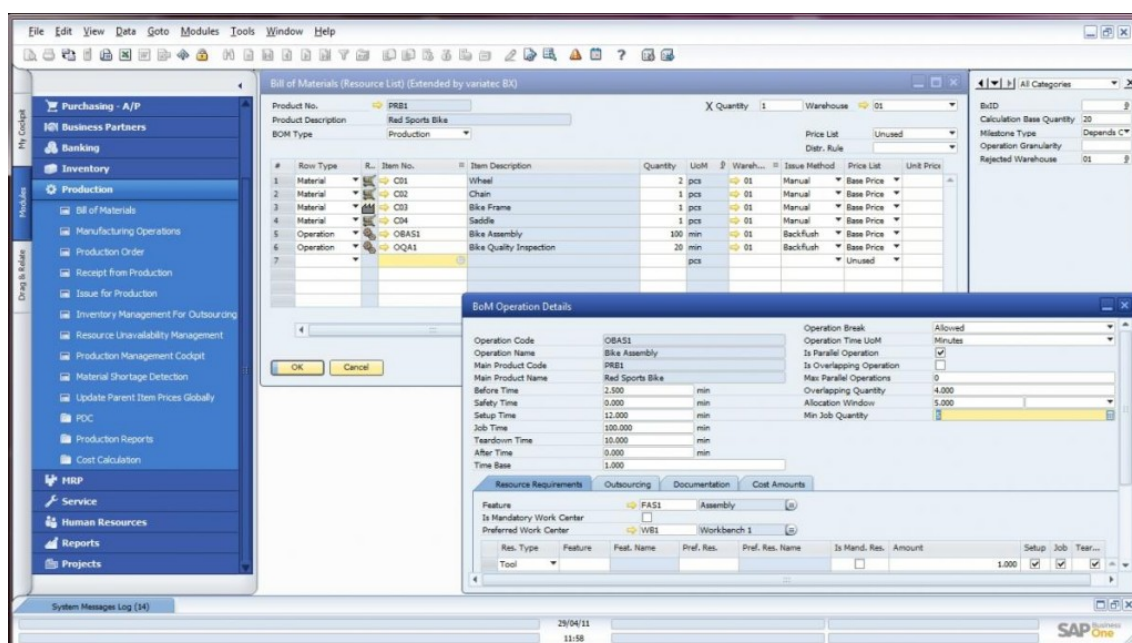 File Edit View Data Goto Modules Tools Window Help
My Cockpit
Modules
Drag & Relate
Purchasing - A/P
Business Partners
Banking
Inventory
Production
Bill of Materials
Manufacturing Operations
Production Order
Receipt from Production
Issue for Production
Inventory Management For Outsourcing
Resource Unavailability Management
Production Management Cockpit
Material Shortage Detection
Update Parent Item Prices Globally
PDC
Production Reports
Cost Calculation
MRP
Service
Human Resources
Reports
Projects
Bill of Materials (Resource List) (Extended by variatec BX)
Product No. PRB1 X Quantity 1 Warehouse 01
Product Description Red Sports Bike
BOM Type Production Price List Unused
Distr. Rule
# Row Type R... Item No. Item Description Quantity UoM Wareh... Issue Method Price List Unit Price
1 Material C01 Wheel 2 pcs 01 Manual Base Price
2 Material C02 Chain 1 pcs 01 Manual Base Price
3 Material C03 Bike Frame 1 pcs 01 Manual Base Price
4 Material C04 Saddle 1 pcs 01 Manual Base Price
5 Operation OBAS1 Bike Assembly 100 min 01 Backflush Base Price
6 Operation OQA1 Bike Quality Inspection 20 min 01 Backflush Base Price
7 pcs Unused
OK Cancel
All Categories
BxID
Calculation Base Quantity 20
Milestone Type Depends C
Operation Granularity
Rejected Warehouse 01
BoM Operation Details
Operation Code OBAS1
Operation Name Bike Assembly
Main Product Code PRB1
Main Product Name Red Sports Bike
Before Time 2.500 min
Safety Time 0.000 min
Setup Time 12.000 min
Job Time 100.000 min
Teardown Time 10.000 min
After Time 0.000 min
Time Base 1.000
Operation Break Allowed
Operation Time UoM Minutes
Is Parallel Operation
Is Overlapping Operation
Max Parallel Operations 0
Overlapping Quantity 4.000
Allocation Window 5.000
Min Job Quantity
Resource Requirements Outsourcing Documentation Cost Amounts
Feature FAS1 Assembly
Is Mandatory Work Center
Preferred Work Center WB1 Workbench 1
Res. Type Feature Feat. Name Pref. Res. Pref. Res. Name Is Mand. Res. Amount Setup Job Tear...
Tool 1.000
System Messages Log (14)
29/04/11
11:58
SAP Business One